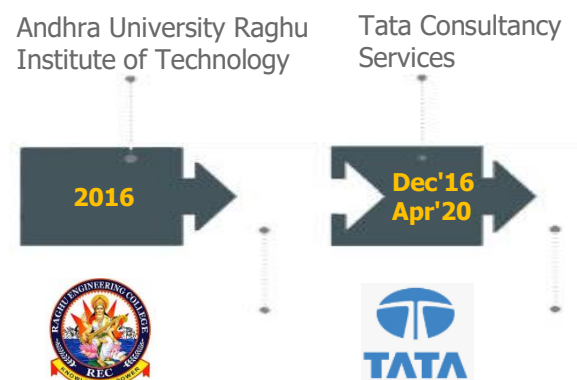 Andhra University Raghu
Institute of Technology
Tata Consultancy
Services
2016
Dec'16
Apr'20
RAGHU ENGINEERING COLLEGE
REC
TATA